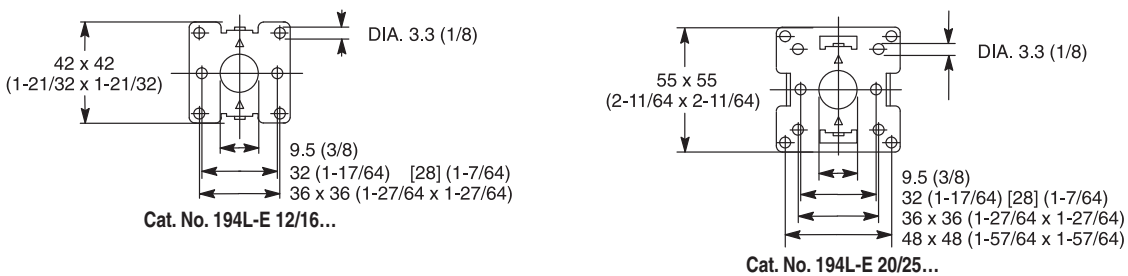 DIA. 3.3 (1/8)
42 x 42
(1-21/32 x 1-21/32)
9.5 (3/8)
32 (1-17/64) [28] (1-7/64)
36 x 36 (1-27/64 x 1-27/64)
Cat. No. 194L-E 12/16...
DIA. 3.3 (1/8)
55 x 55
(2-11/64 x 2-11/64)
9.5 (3/8)
32 (1-17/64) [28] (1-7/64)
36 x 36 (1-27/64 x 1-27/64)
48 x 48 (1-57/64 x 1-57/64)
Cat. No. 194L-E 20/25...